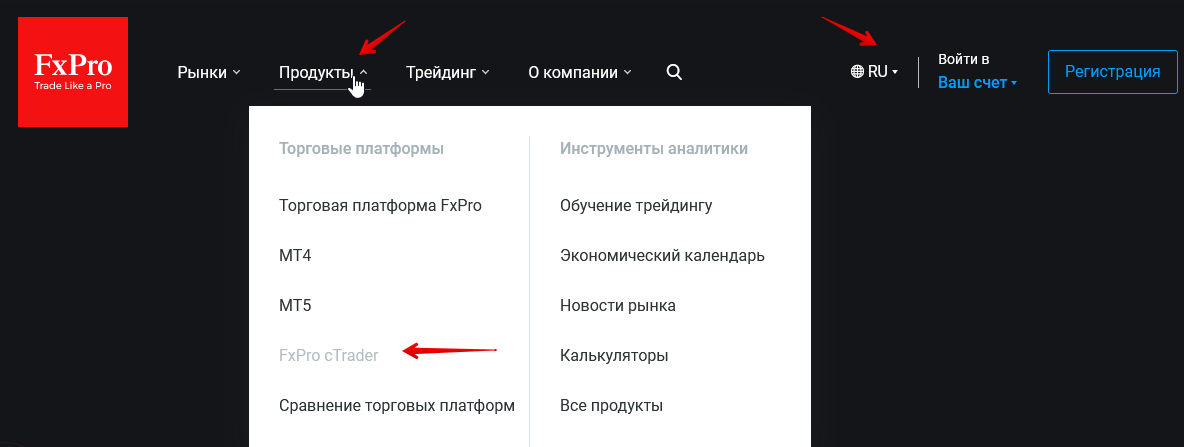 FxPro
Trade Like a Pro
Рынки
Продукты
Трейдинг
О компании
RU
Войти в
Ваш счет
Регистрация
Торговые платформы
Торговая платформа FxPro
MT4
MT5
FxPro cTrader
Сравнение торговых платформ
Инструменты аналитики
Обучение трейдингу
Экономический календарь
Новости рынка
Калькуляторы
Все продукты